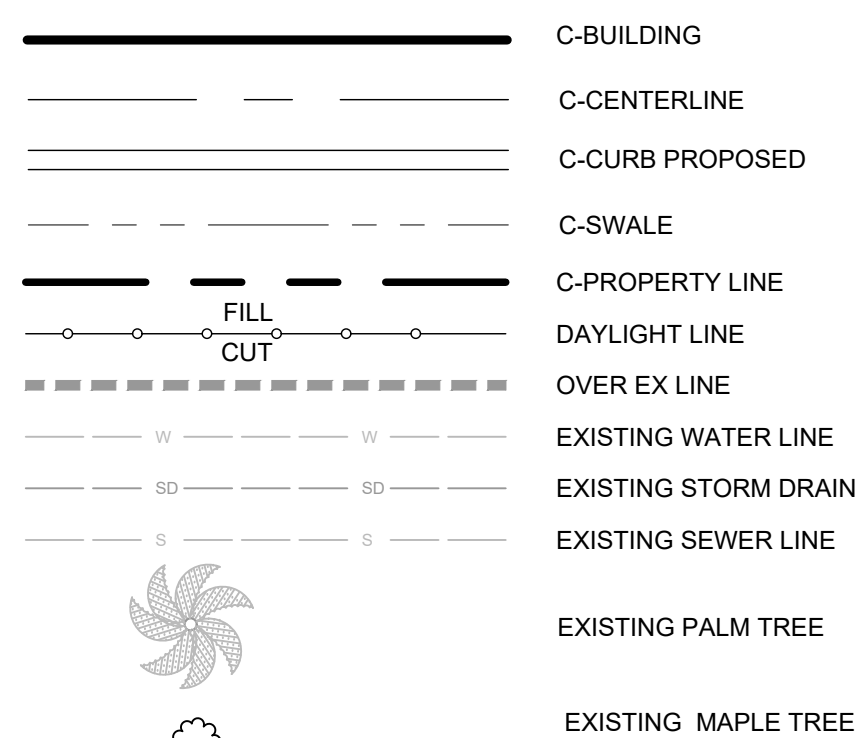 C-BUILDING
C-CENTERLINE
C-CURB PROPOSED
C-SWALE
C-PROPERTY LINE
FILL
CUT
DAYLIGHT LINE
OVER EX LINE
W W EXISTING WATER LINE
SD SD EXISTING STORM DRAIN
S S EXISTING SEWER LINE
EXISTING PALM TREE
EXISTING MAPLE TREE